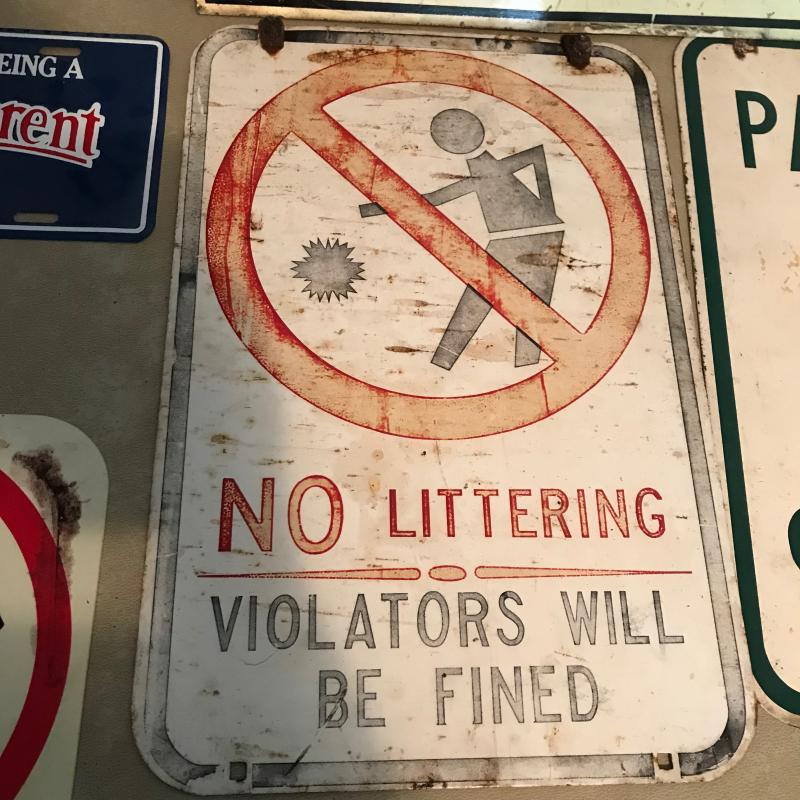 EING A
rent
NO LITTERING
VIOLATORS WILL
BE FINED
P